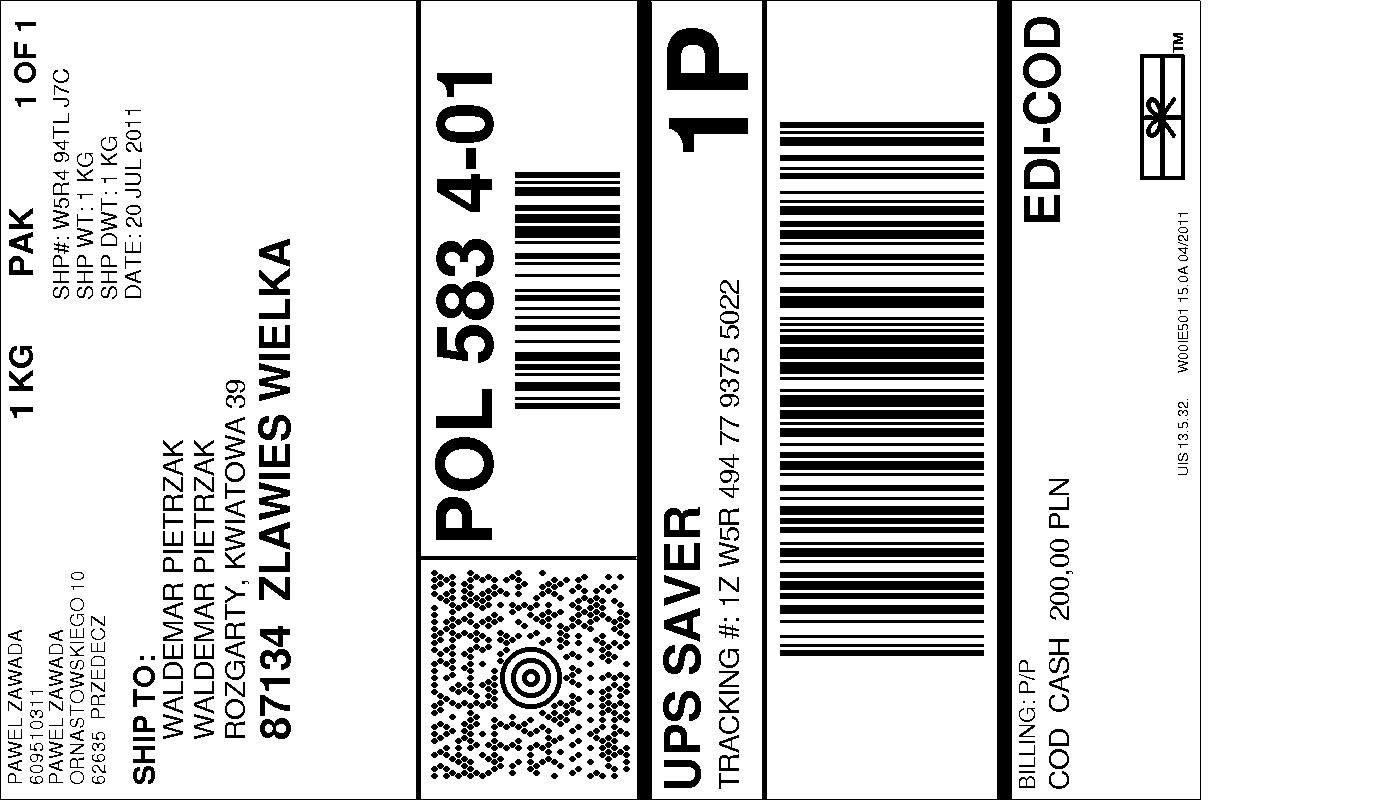 PAWEL ZAWADA
609510311
PAWEL ZAWADA
ORNASTOWSKIEGO 10
62635 PRZEDECZ
1 KG PAK 1 OF 1
SHP#: W5R4 94TL J7C
SHP WT: 1 KG
SHP DWT: 1 KG
DATE: 20 JUL 2011
SHIP TO:
WALDEMAR PIETRZAK
WALDEMAR PIETRZAK
ROZGARTY, KWIATOWA 39
87134 ZLAWIES WIELKA
POL 583 4-01
UPS SAVER
TRACKING #: 1Z W5R 494 77 9375 5022
1P
BILLING: P/P
COD CASH 200,00 PLN
EDI-COD
TM
UIS 13.5.32. W00IE501 15.0A 04/2011